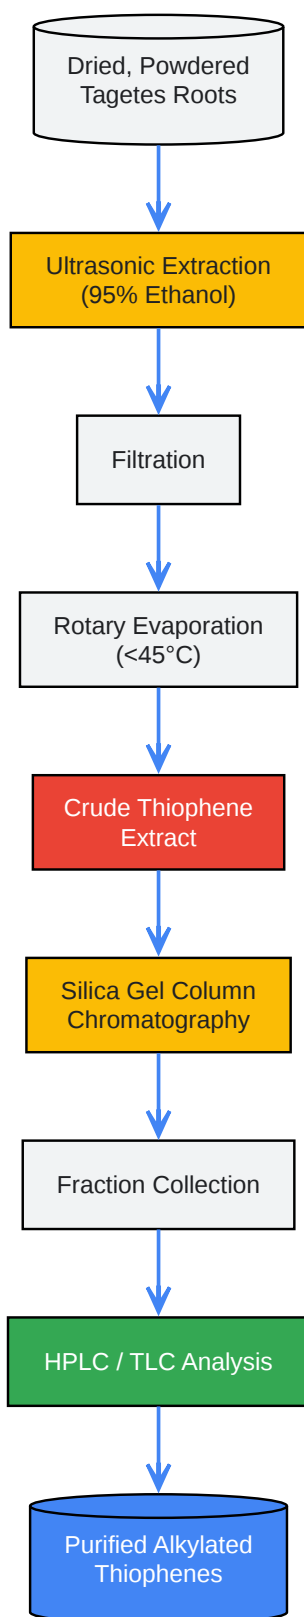 Dried, Powdered
Tagetes Roots
Ultrasonic Extraction
(95% Ethanol)
Filtration
Rotary Evaporation
(<45°C)
Crude Thiophene
Extract
Silica Gel Column
Chromatography
Fraction Collection
HPLC / TLC Analysis
Purified Alkylated
Thiophenes